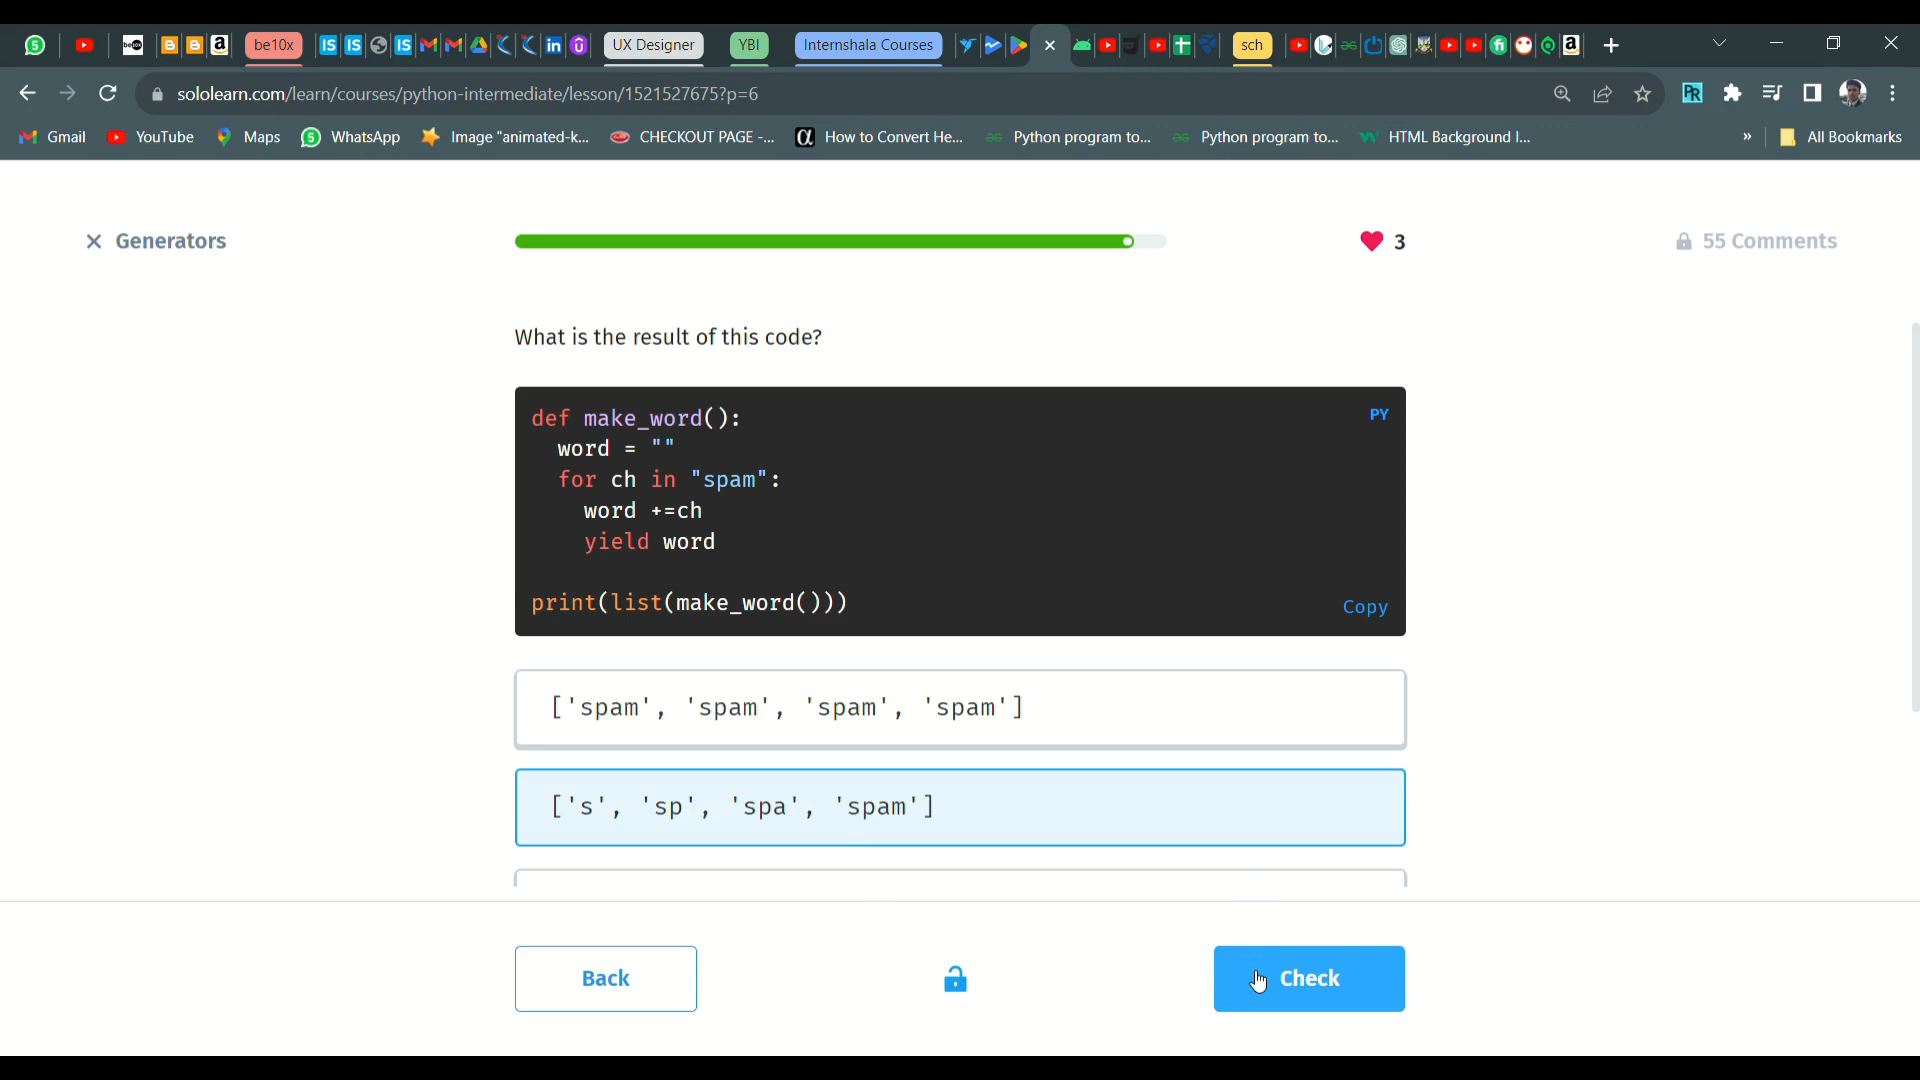 be10x
UX Designer
YBI
Internshala Courses
sch
sololearn.com/learn/courses/python-intermediate/lesson/1521527675?p=6
Gmail
YouTube
Maps
WhatsApp
Image "animated-k...
CHECKOUT PAGE -...
How to Convert He...
Python program to...
Python program to...
HTML Background I...
»
All Bookmarks
Generators
3
55 Comments
What is the result of this code?
def make_word():
PY
word = ""
for ch in "spam":
word +=ch
yield word
print(list(make_word()))
Copy
['spam', 'spam', 'spam', 'spam']
['s', 'sp', 'spa', 'spam']
Back
Check